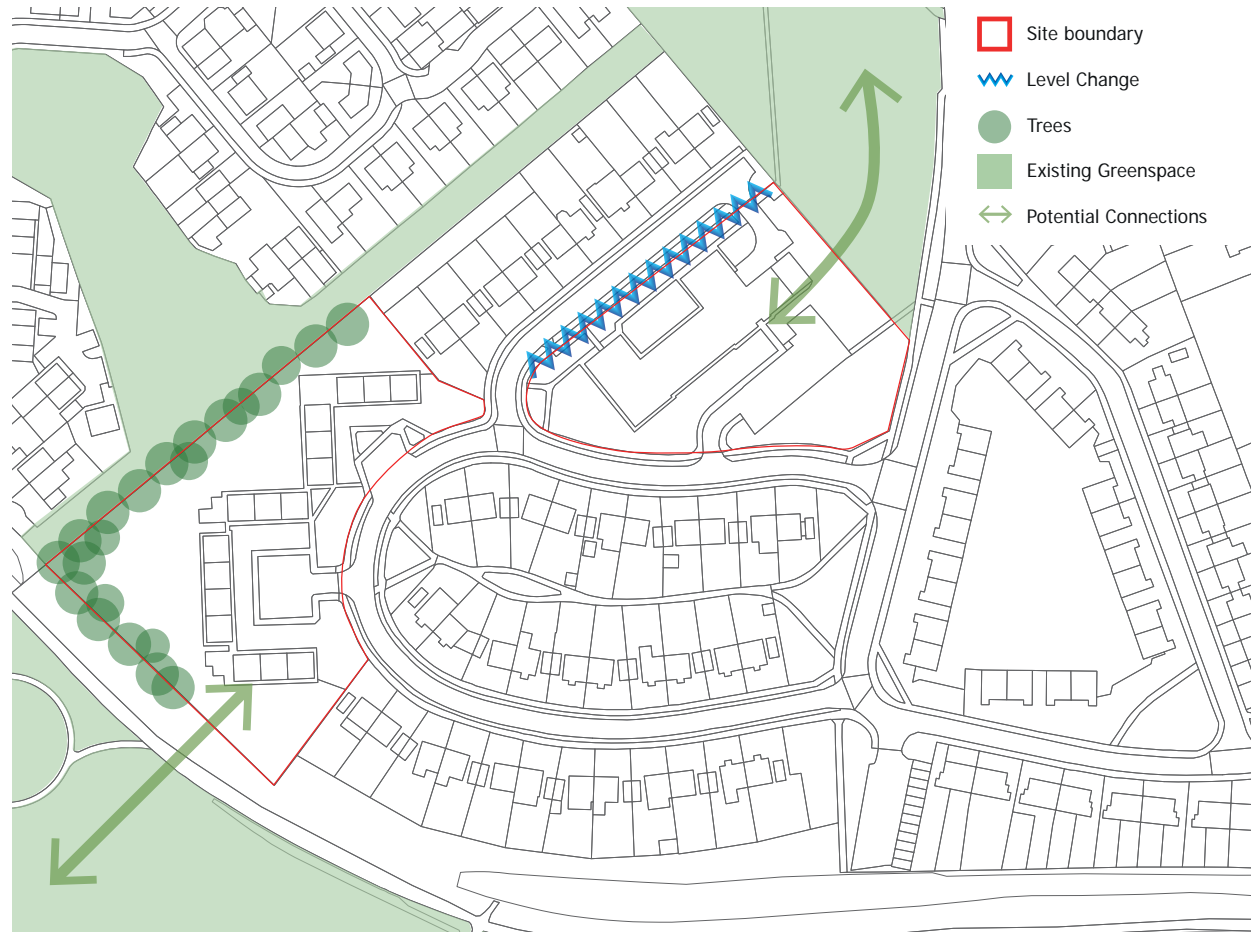 Site boundary
Level Change
Trees
Existing Greenspace
Potential Connections